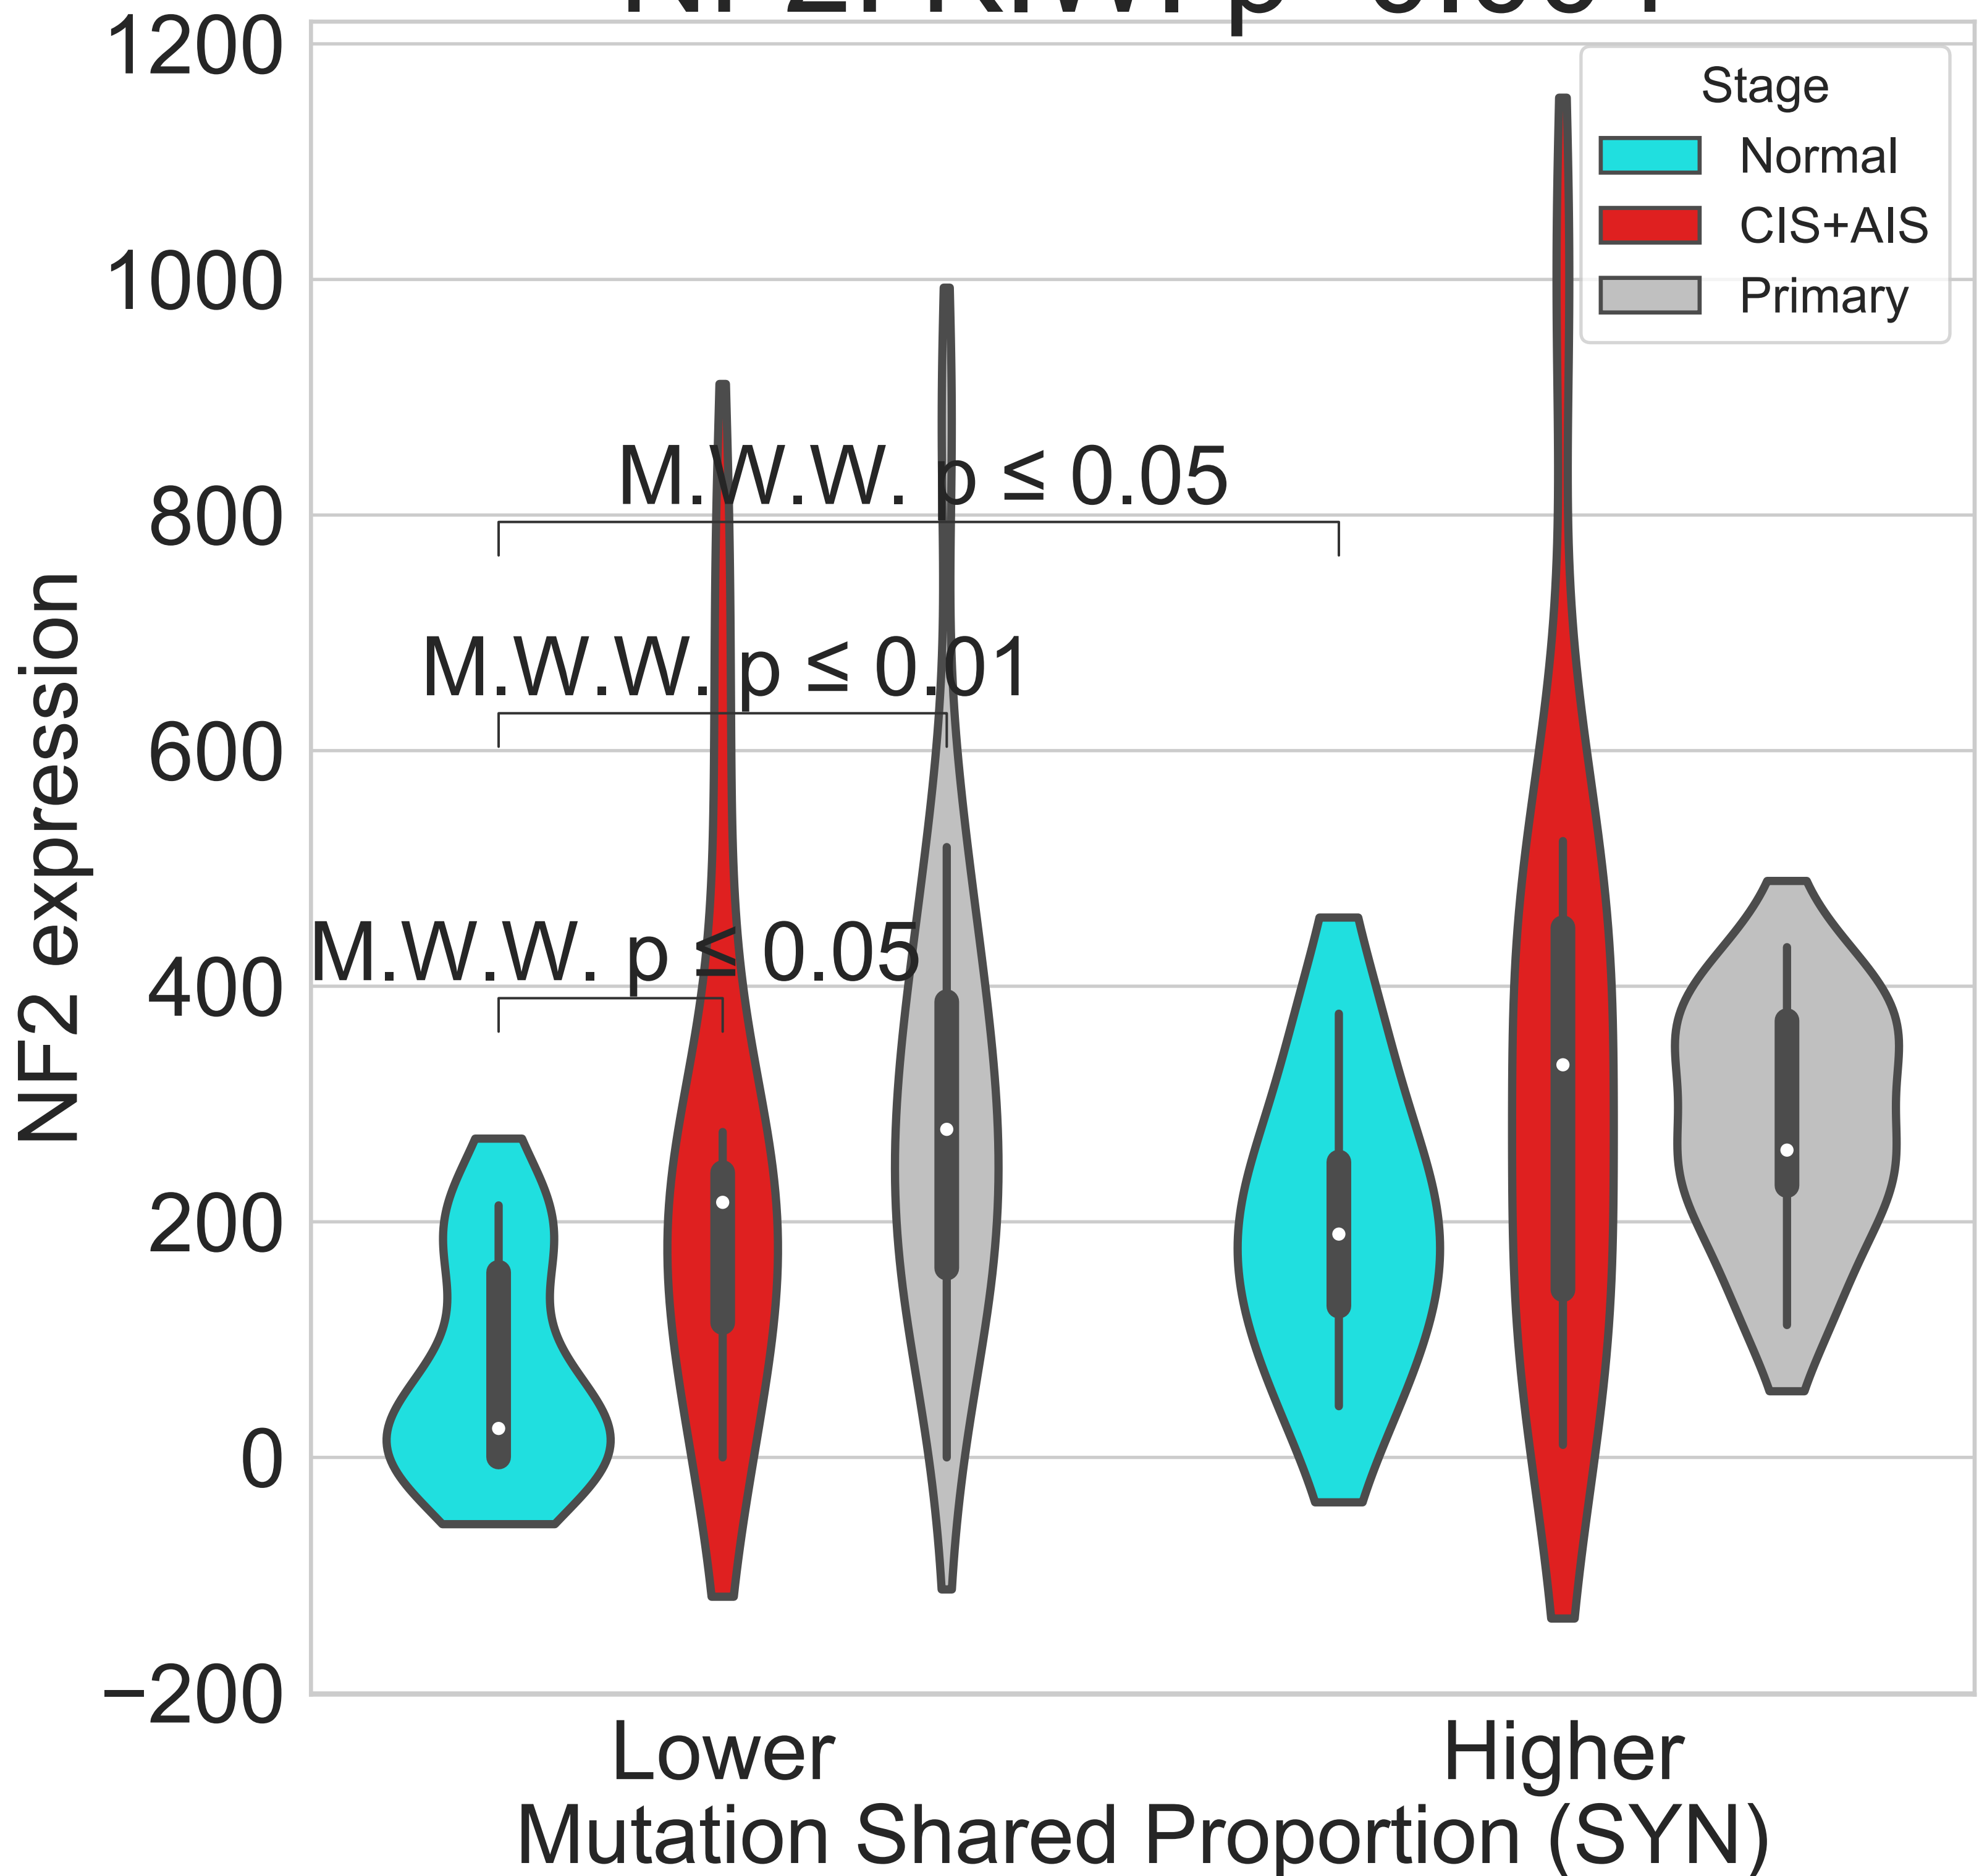 1200
1000
800
600
400
200
0
−200
NF2 expression
Stage
Normal
CIS+AIS
Primary
M.W.W. p ≤ 0.05
M.W.W. p ≤ 0.01
M.W.W. p ≤ 0.05
Lower Higher
Mutation Shared Proportion (SYN)